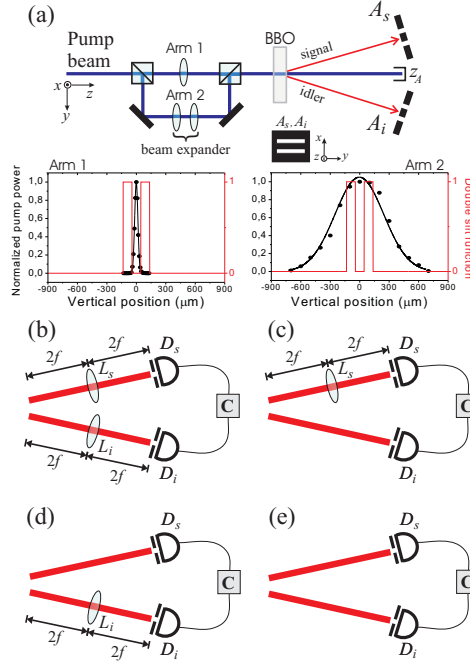 (a)
Pump
beam
x
z
y
Arm 1
Arm 2
beam expander
BBO
signal
idler
A_s
z_A
A_i
A_s, A_i
x
z
y
Arm 1
Normalized pump power
1,0
0,8
0,6
0,4
0,2
0,0
1
0
-900 -600 -300 0 300 600 900
Vertical position (μm)
Arm 2
1,0
0,8
0,6
0,4
0,2
0,0
1
0
Double slit function
-900 -600 -300 0 300 600 900
Vertical position (μm)
(b)
2f 2f
L_s
D_s
C
L_i
D_i
2f 2f
(c)
2f 2f
L_s
D_s
C
D_i
(d)
D_s
C
L_i
D_i
2f 2f
(e)
D_s
C
D_i